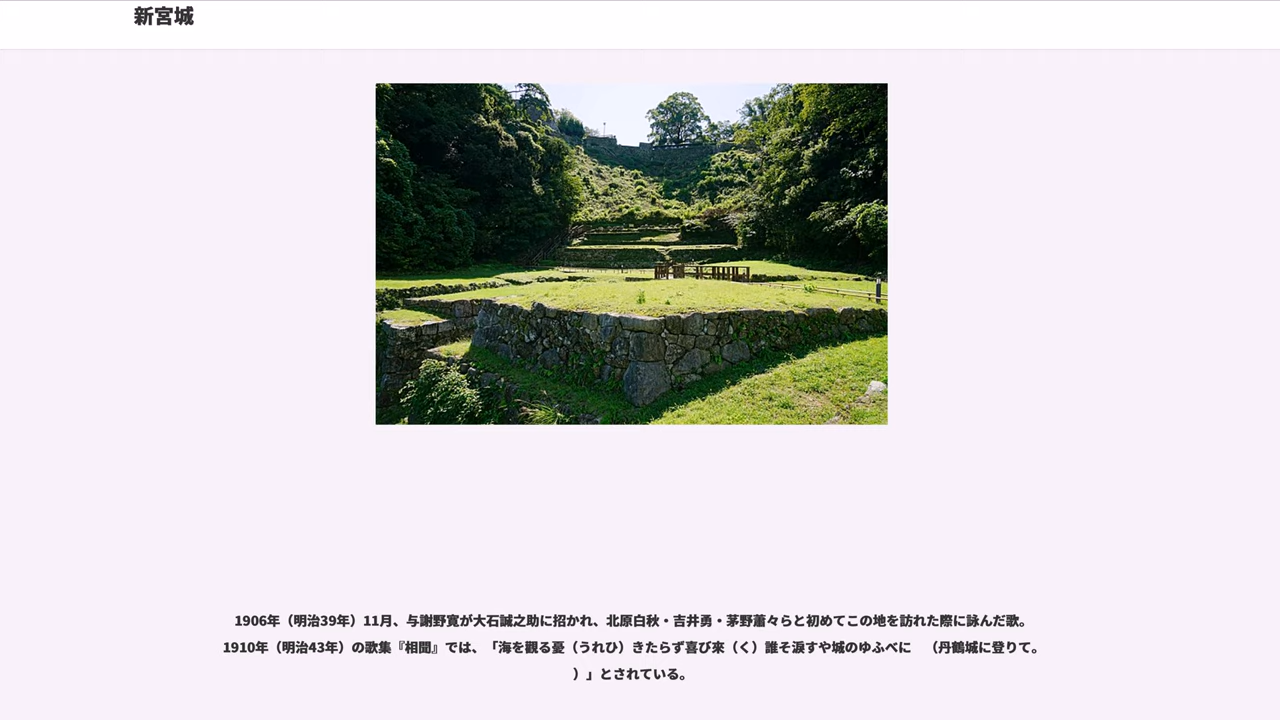 新宮城
1906年（明治39年）11月、与謝野寛が大石誠之助に招かれ、北原白秋・吉井勇・茅野蕭々らと初めてこの地を訪れた際に詠んだ歌。
1910年（明治43年）の歌集『相聞』では、「海を觀る憂（うれひ）きたらず喜び來（く）誰そ淚すや城のゆふべに　（丹鶴城に登りて。
）」とされている。